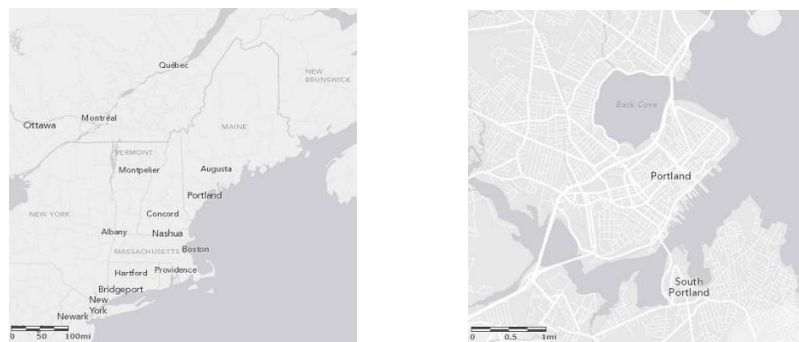 Québec
NEW
BRUNSWICK
Montréal
Ottawa
MAINE
VERMONT
Montpelier
Augusta
Portland
NEW YORK
Concord
Albany
Nashua
MASSACHUSETTS
Boston
Hartford
Providence
Bridgeport
New
York
Newark
0 50 100mi
Back Cove
Portland
South
Portland
0 0.5 1mi